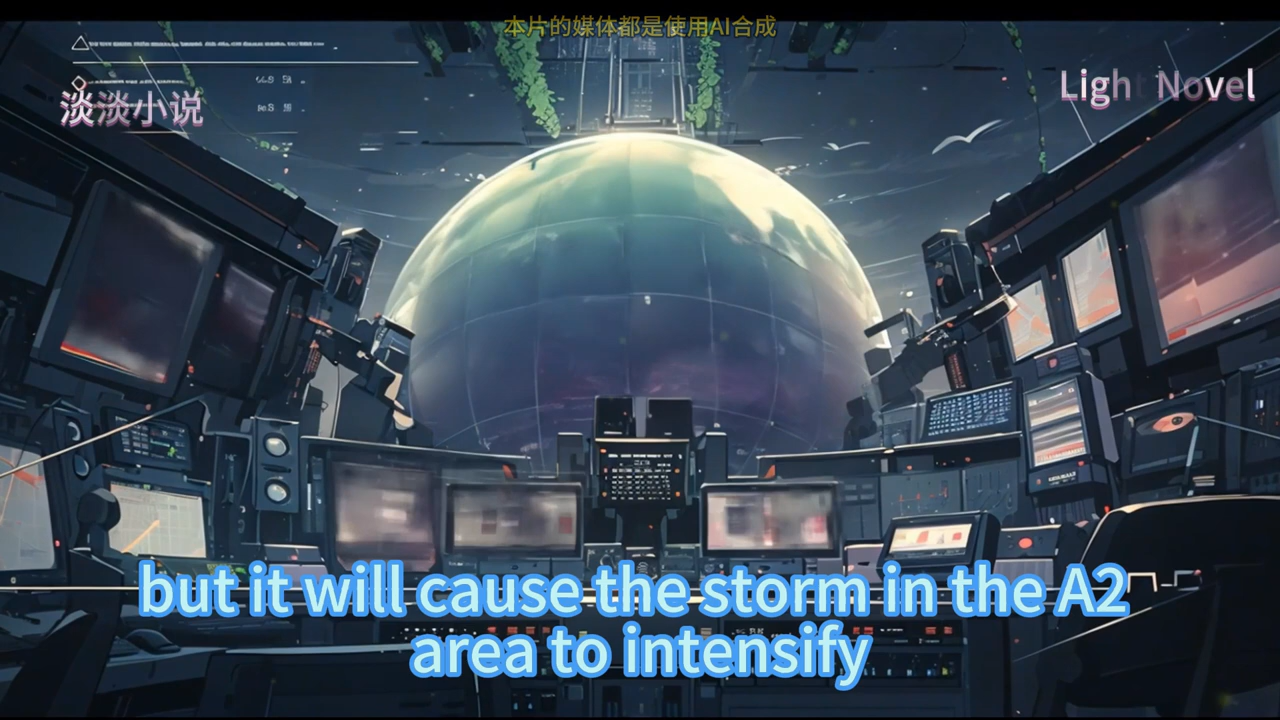 本片的媒体都是使用AI合成
淡淡小说
Light Novel
but it will cause the storm in the A2
area to intensify